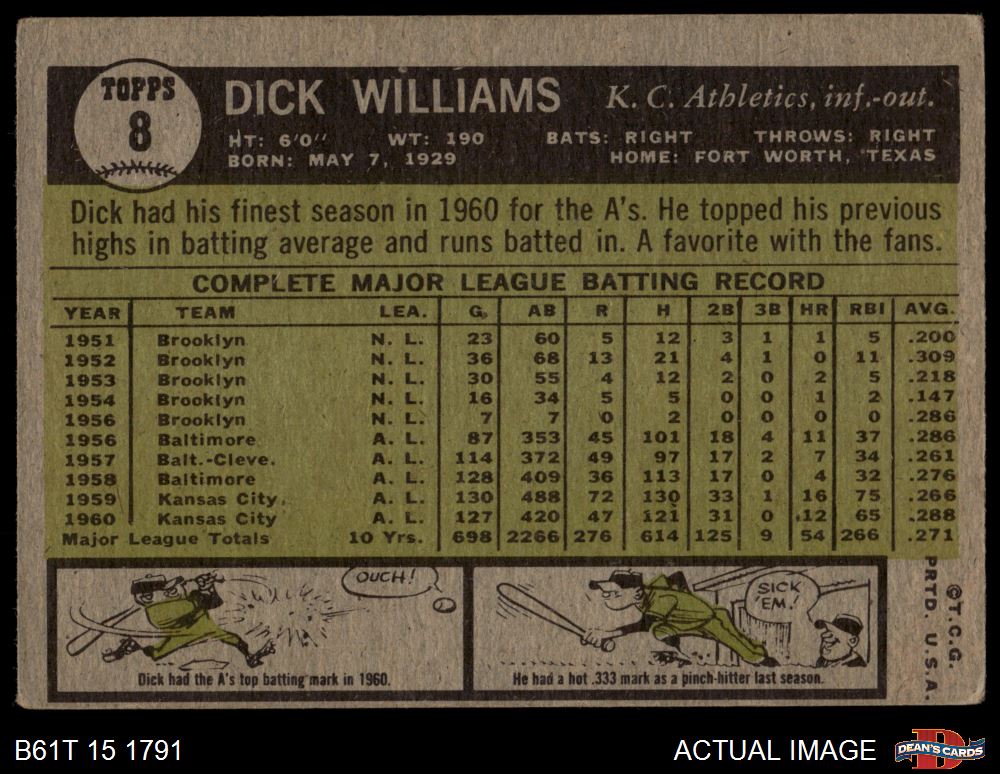 TOPPS
8
DICK WILLIAMS K. C. Athletics, inf.-out.
HT: 6'0" WT: 190 BATS: RIGHT THROWS: RIGHT
BORN: MAY 7, 1929 HOME: FORT WORTH, TEXAS
Dick had his finest season in 1960 for the A's. He topped his previous
highs in batting average and runs batted in. A favorite with the fans.
COMPLETE MAJOR LEAGUE BATTING RECORD
YEAR TEAM LEA. G. AB R H 2B 3B HR RBI AVG.
1951 Brooklyn N. L. 23 60 5 12 3 1 1 5 .200
1952 Brooklyn N. L. 36 68 13 21 4 1 0 11 .309
1953 Brooklyn N. L. 30 55 4 12 2 0 2 5 .218
1954 Brooklyn N. L. 16 34 5 5 0 0 1 2 .147
1956 Brooklyn N. L. 7 7 0 2 0 0 0 0 .286
1956 Baltimore A. L. 87 353 45 101 18 4 11 37 .286
1957 Balt.-Cleve. A. L. 114 372 49 97 17 2 7 34 .261
1958 Baltimore A. L. 128 409 36 113 17 0 4 32 .276
1959 Kansas City. A. L. 130 488 72 130 33 1 16 75 .266
1960 Kansas City A. L. 127 420 47 121 31 0 12 65 .288
Major League Totals 10 Yrs. 698 2266 276 614 125 9 54 266 .271
OUCH!
Dick had the A's top batting mark in 1960.
SICK
'EM!
He had a hot .333 mark as a pinch-hitter last season.
©T.C.G.
PRTD. U.S.A.
B61T 15 1791
ACTUAL IMAGE
DEAN'S CARDS